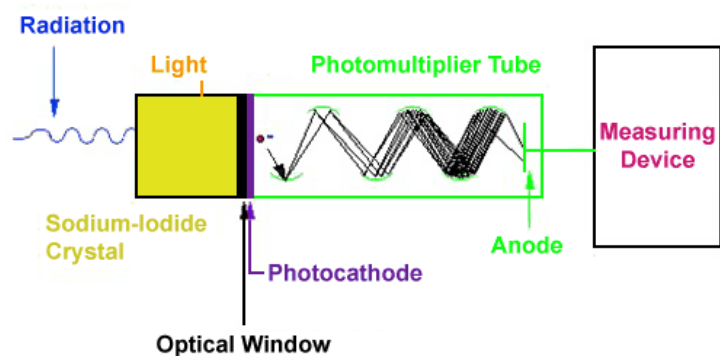 Radiation
Light
Photomultiplier Tube
Measuring
Device
Sodium-Iodide
Crystal
Anode
Photocathode
Optical Window